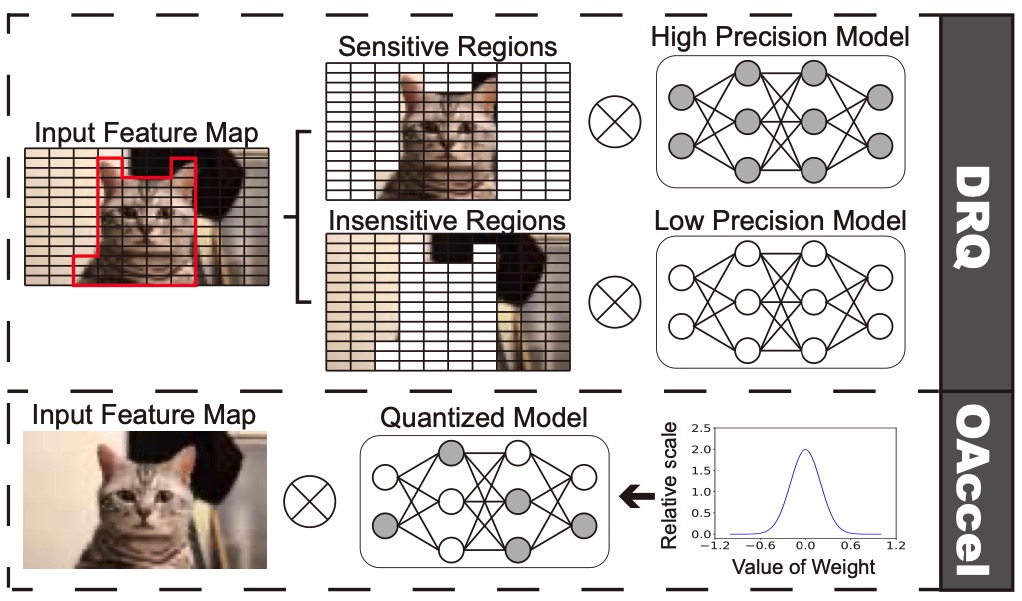 Sensitive Regions
High Precision Model
Input Feature Map
Insensitive Regions
Low Precision Model
DRQ
Input Feature Map
Quantized Model
Relative scale
2.5
2.0
1.5
1.0
0.5
0.0
−1.2 −0.6 0.0 0.6 1.2
Value of Weight
OAccel